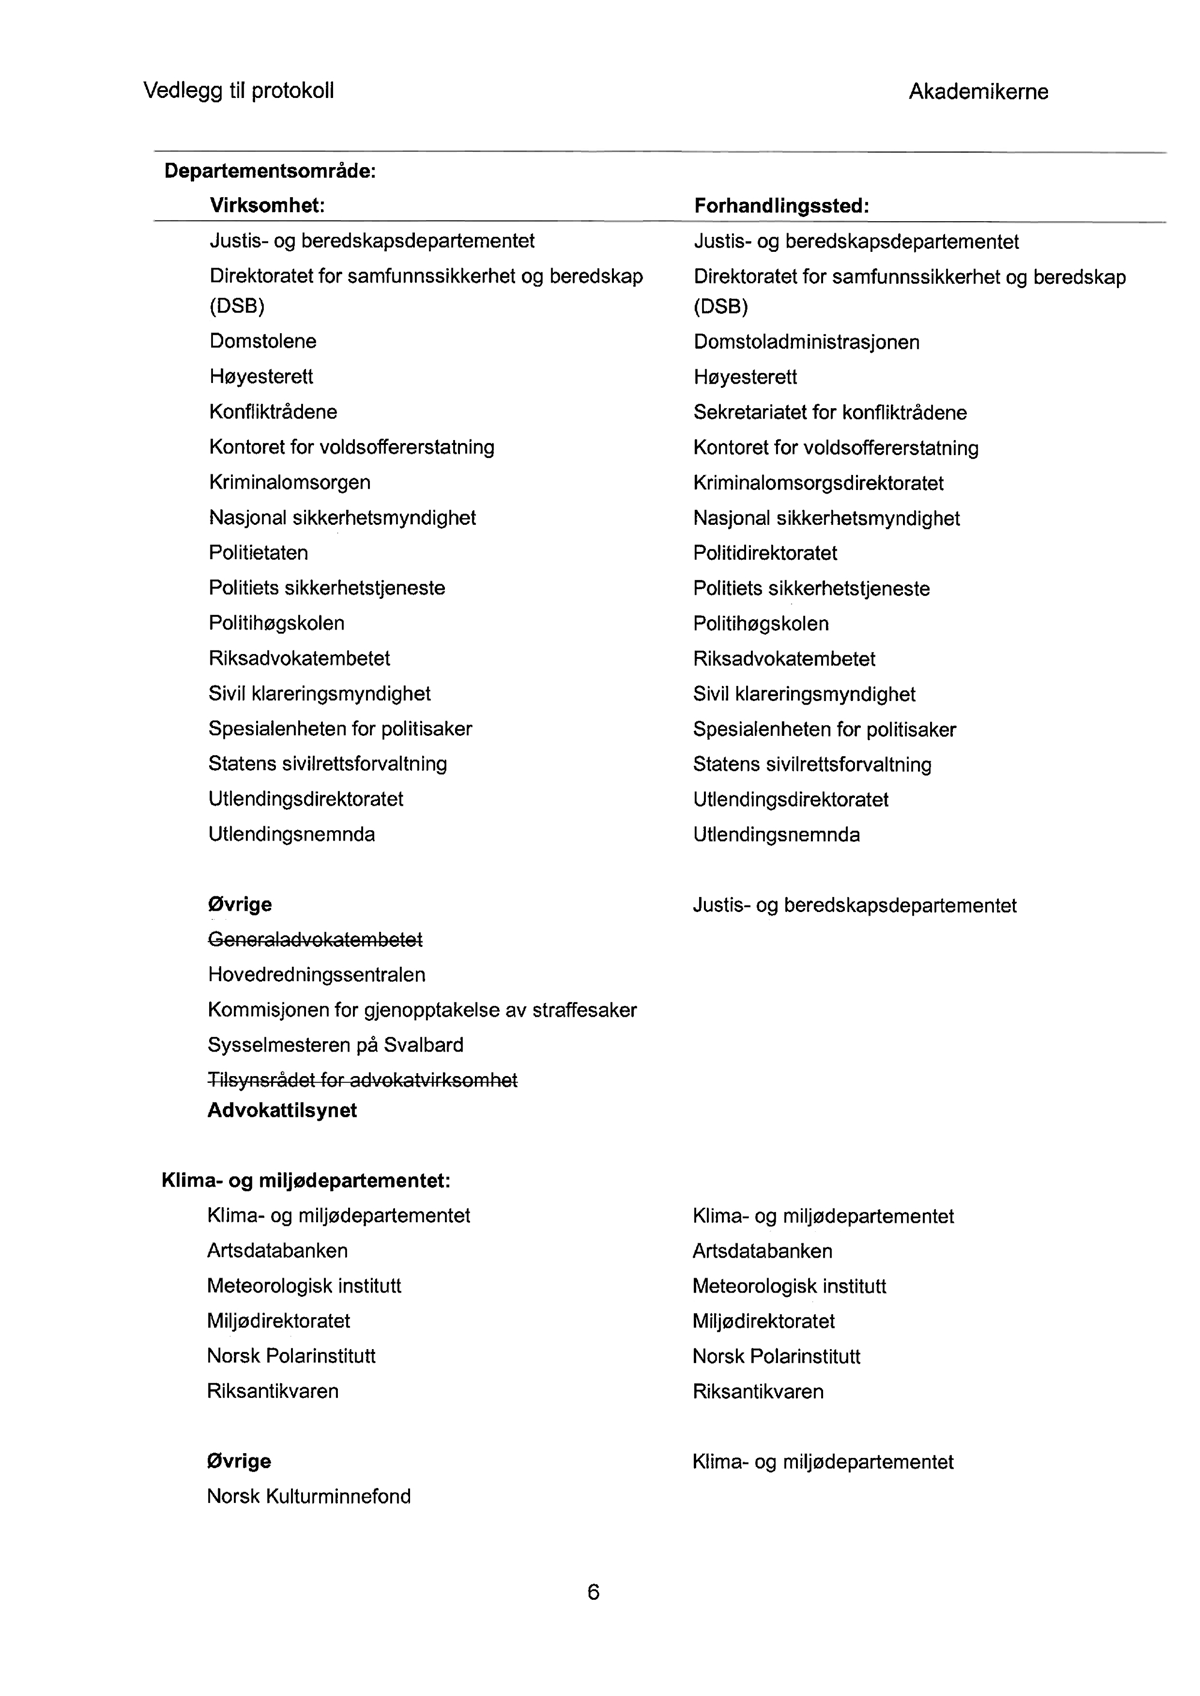 Vedlegg til protokoll Akademikerne
Departementsområde:
Virksomhet: Forhandlingssted:
Justis- og beredskapsdepartementet Justis- og beredskapsdepartementet
Direktoratet for samfunnssikkerhet og beredskap Direktoratet for samfunnssikkerhet og beredskap
(DSB) (DSB)
Domstolene Domstoladministrasjonen
Høyesterett Høyesterett
Konfliktrådene Sekretariatet for konfliktrådene
Kontoret for voldsoffererstatning Kontoret for voldsoffererstatning
Kriminalomsorgen Kriminalomsorgsdirektoratet
Nasjonal sikkerhetsmyndighet Nasjonal sikkerhetsmyndighet
Politietaten Politidirektoratet
Politiets sikkerhetstjeneste Politiets sikkerhetstjeneste
Politihøgskolen Politihøgskolen
Riksadvokatembetet Riksadvokatembetet
Sivil klareringsmyndighet Sivil klareringsmyndighet
Spesialenheten for politisaker Spesialenheten for politisaker
Statens sivilrettsforvaltning Statens sivilrettsforvaltning
Utlendingsdirektoratet Utlendingsdirektoratet
Utlendingsnemnda Utlendingsnemnda
Øvrige Justis- og beredskapsdepartementet
Generaladvokatembetet
Hovedredningssentralen
Kommisjonen for gjenopptakelse av straffesaker
Sysselmesteren på Svalbard
Tilsynsrådet for advokatvirksomhet
Advokattilsynet
Klima- og miljødepartementet:
Klima- og miljødepartementet Klima- og miljødepartementet
Artsdatabanken Artsdatabanken
Meteorologisk institutt Meteorologisk institutt
Miljødirektoratet Miljødirektoratet
Norsk Polarinstitutt Norsk Polarinstitutt
Riksantikvaren Riksantikvaren
Øvrige Klima- og miljødepartementet
Norsk Kulturminnefond
6